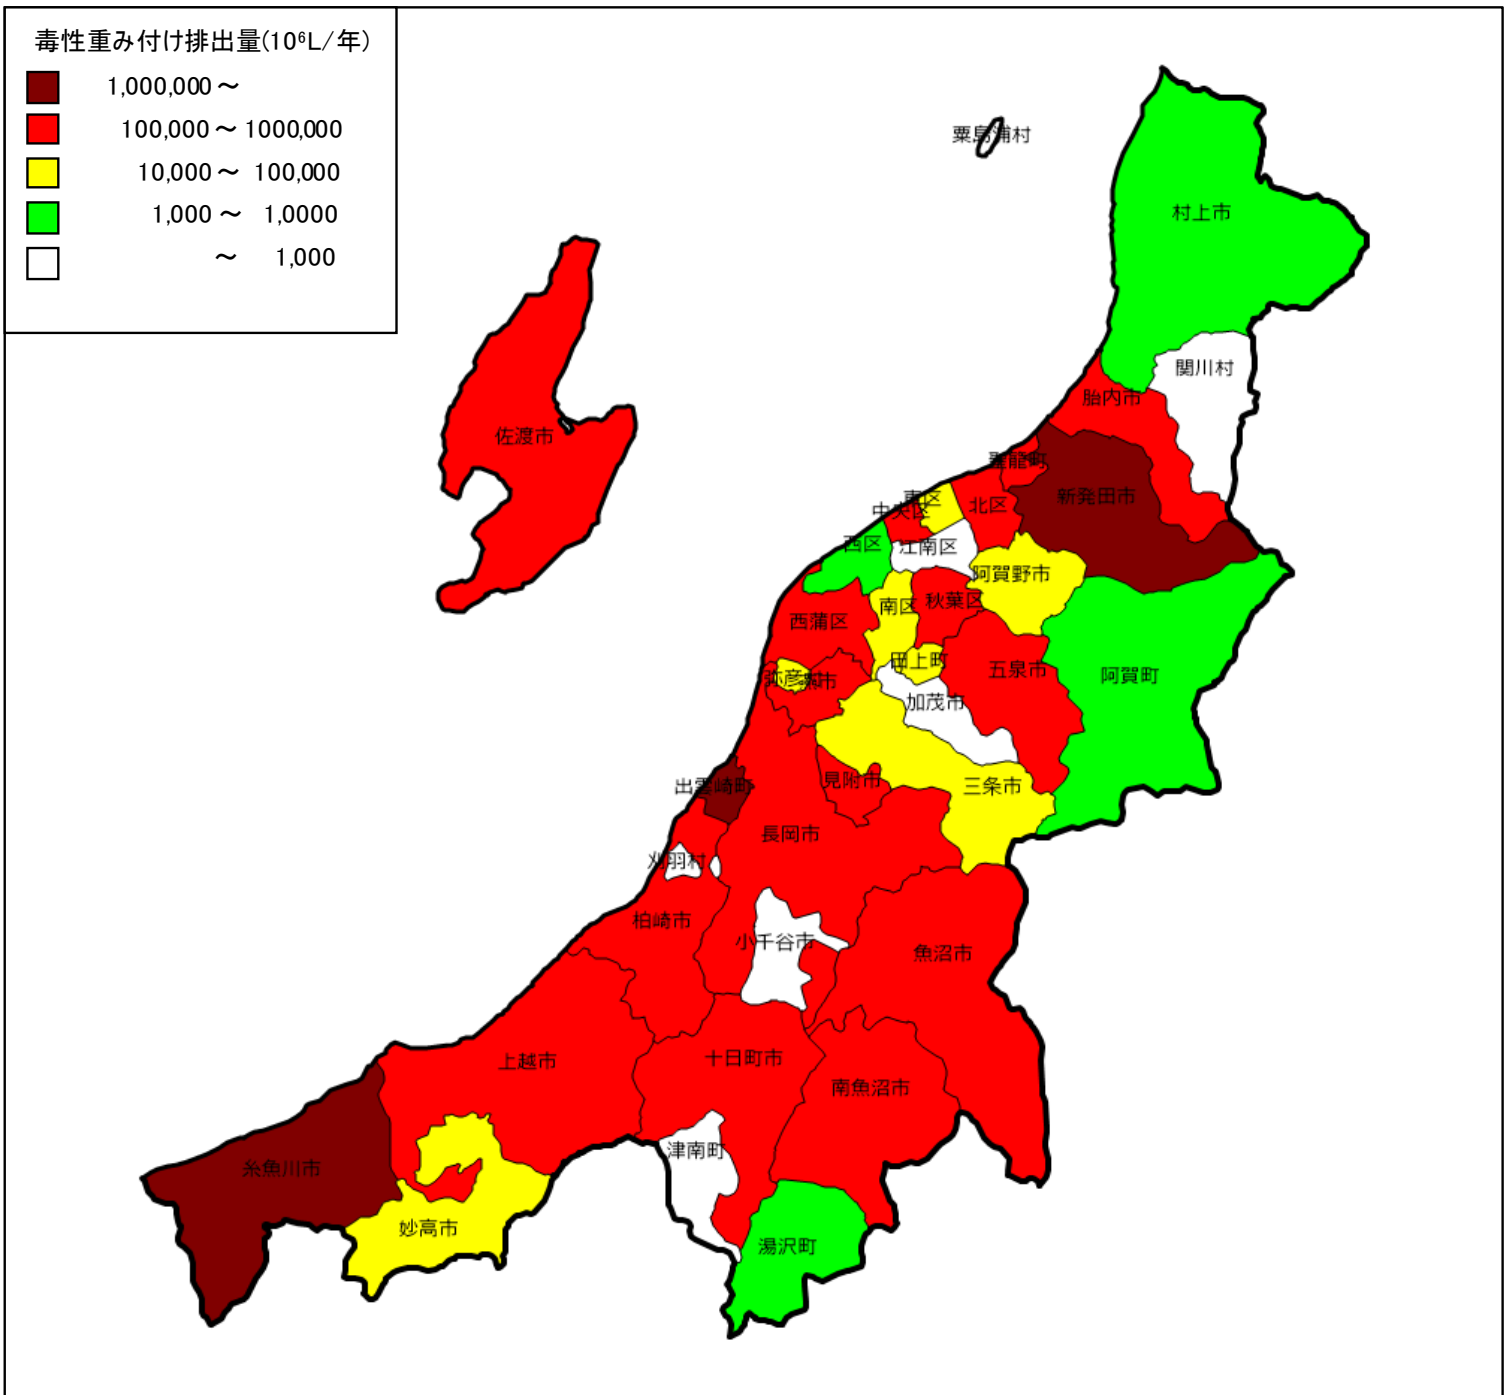 毒性重み付け排出量(10⁶L/年)
1,000,000～
100,000～1000,000
10,000～ 100,000
1,000～ 1,0000
～ 1,000
粟島浦村
村上市
関川村
胎内市
佐渡市
聖籠町
新発田市
東区
北区
中央区
西区
江南区
阿賀野市
南区
秋葉区
西蒲区
田上町
五泉市
阿賀町
弥彦村
燕市
加茂市
出雲崎町
見附市
三条市
長岡市
刈羽村
柏崎市
小千谷市
魚沼市
上越市
十日町市
南魚沼市
津南町
糸魚川市
妙高市
湯沢町